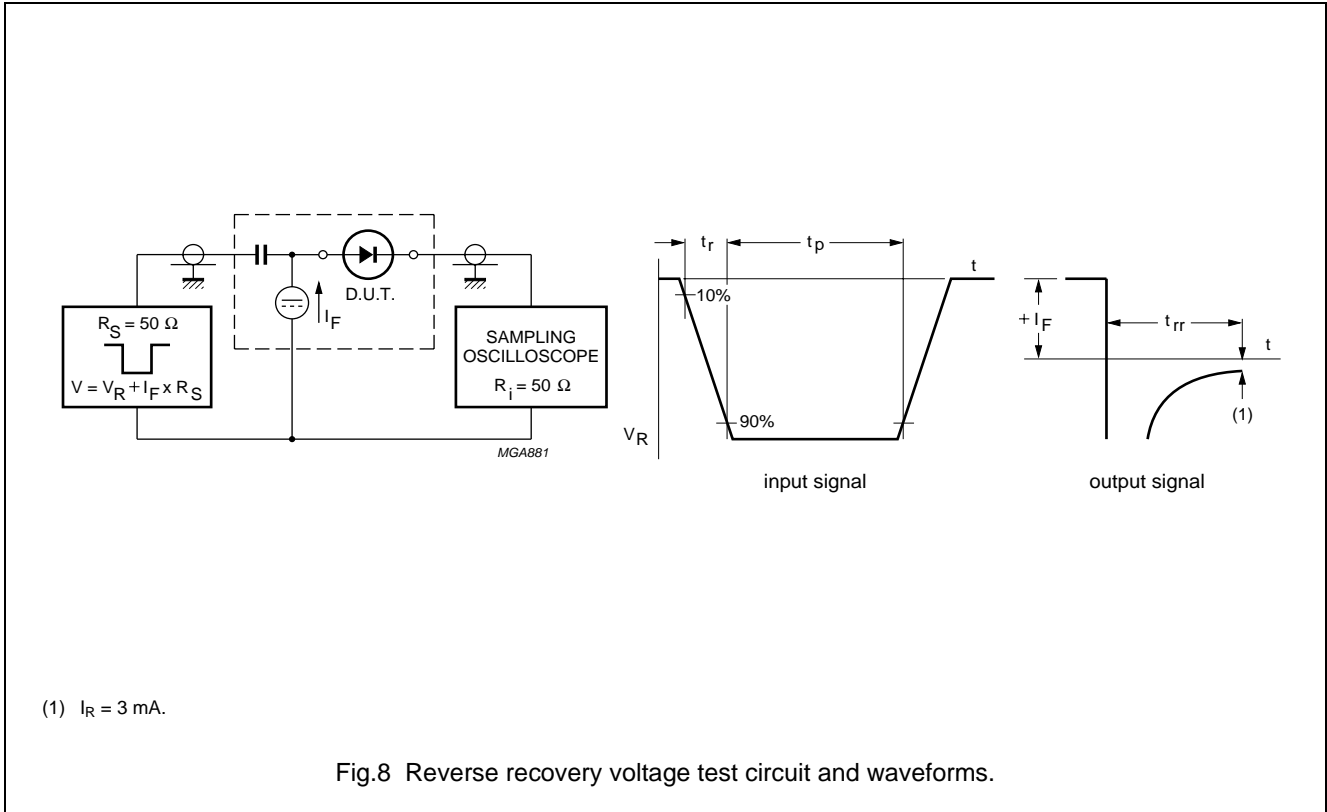 R_S = 50 Ω
V = V_R + I_F x R_S
I_F
D.U.T.
SAMPLING
OSCILLOSCOPE
R_i = 50 Ω
MGA881
t_r
t_p
t
10%
90%
V_R
input signal
+ I_F
t_rr
t
(1)
output signal
(1) I_R = 3 mA.
Fig.8 Reverse recovery voltage test circuit and waveforms.